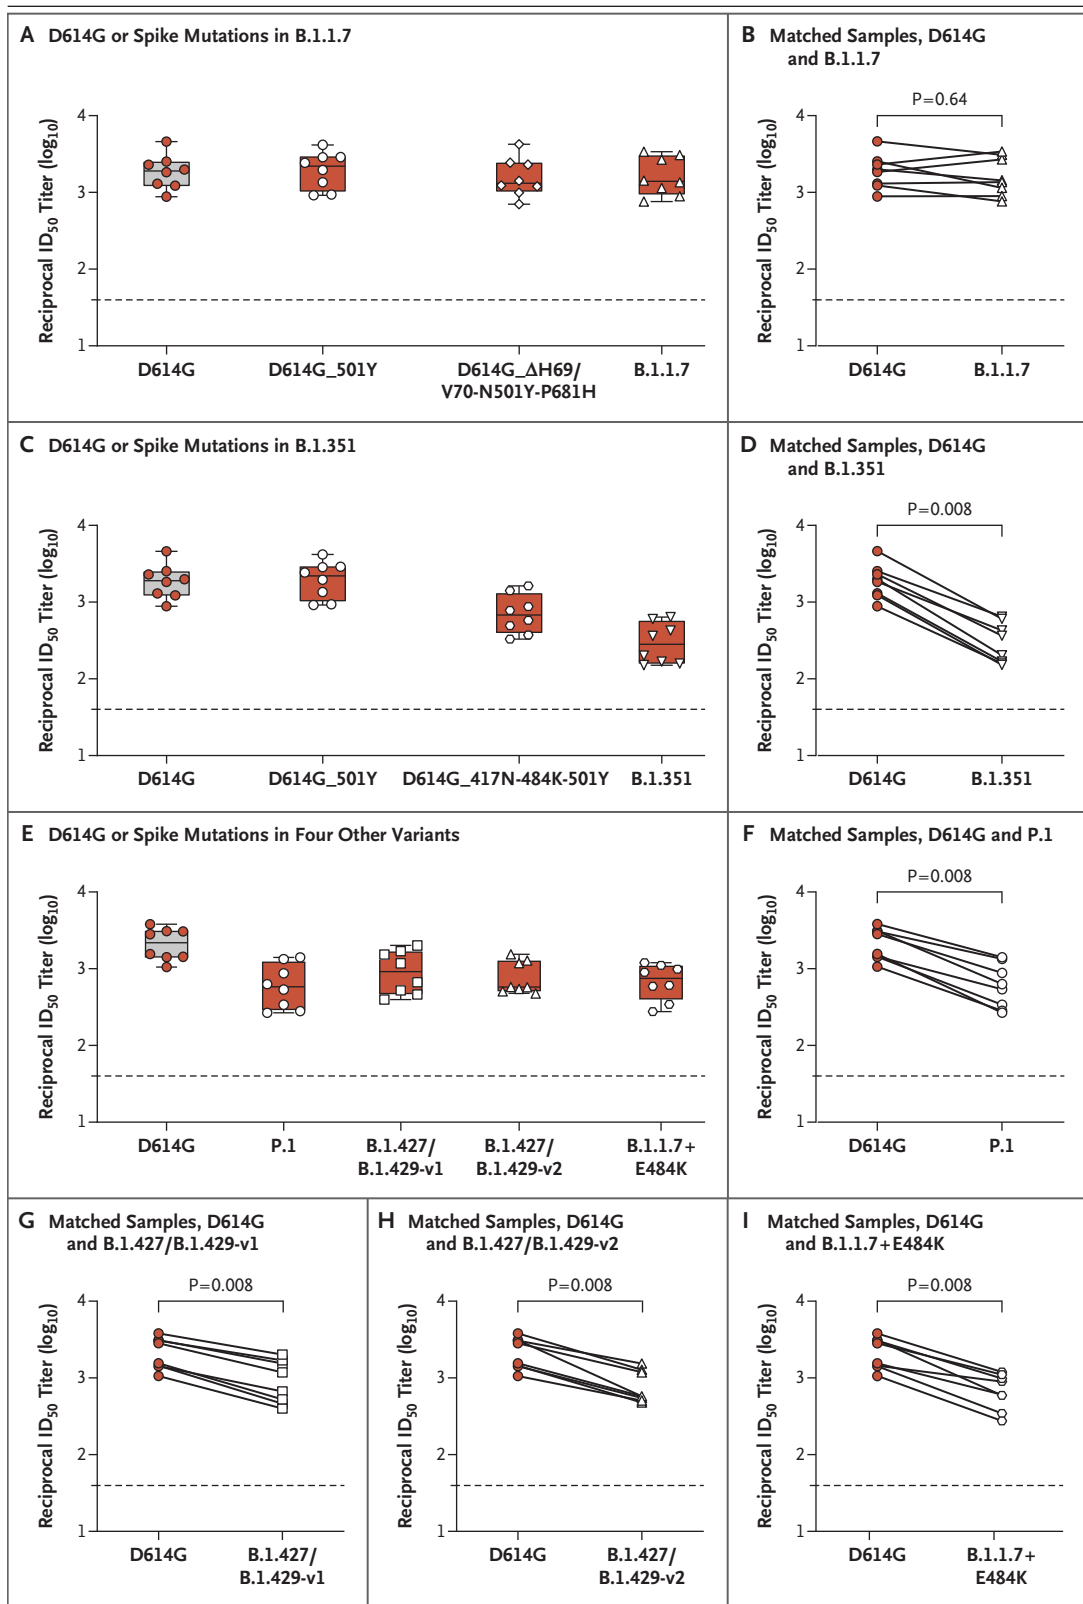 A D614G or Spike Mutations in B.1.1.7
Reciprocal ID50 Titer (log10)
4
3
2
1
D614G
D614G_501Y
D614G_ΔH69/
V70-N501Y-P681H
B.1.1.7
B Matched Samples, D614G
and B.1.1.7
P=0.64
Reciprocal ID50 Titer (log10)
4
3
2
1
D614G
B.1.1.7
C D614G or Spike Mutations in B.1.351
Reciprocal ID50 Titer (log10)
4
3
2
1
D614G
D614G_501Y
D614G_417N-484K-501Y
B.1.351
D Matched Samples, D614G
and B.1.351
P=0.008
Reciprocal ID50 Titer (log10)
4
3
2
1
D614G
B.1.351
E D614G or Spike Mutations in Four Other Variants
Reciprocal ID50 Titer (log10)
4
3
2
1
D614G
P.1
B.1.427/
B.1.429-v1
B.1.427/
B.1.429-v2
B.1.1.7+
E484K
F Matched Samples, D614G and P.1
P=0.008
Reciprocal ID50 Titer (log10)
4
3
2
1
D614G
P.1
G Matched Samples, D614G
and B.1.427/B.1.429-v1
P=0.008
Reciprocal ID50 Titer (log10)
4
3
2
1
D614G
B.1.427/
B.1.429-v1
H Matched Samples, D614G
and B.1.427/B.1.429-v2
P=0.008
Reciprocal ID50 Titer (log10)
4
3
2
1
D614G
B.1.427/
B.1.429-v2
I Matched Samples, D614G
and B.1.1.7+E484K
P=0.008
Reciprocal ID50 Titer (log10)
4
3
2
1
D614G
B.1.1.7+
E484K